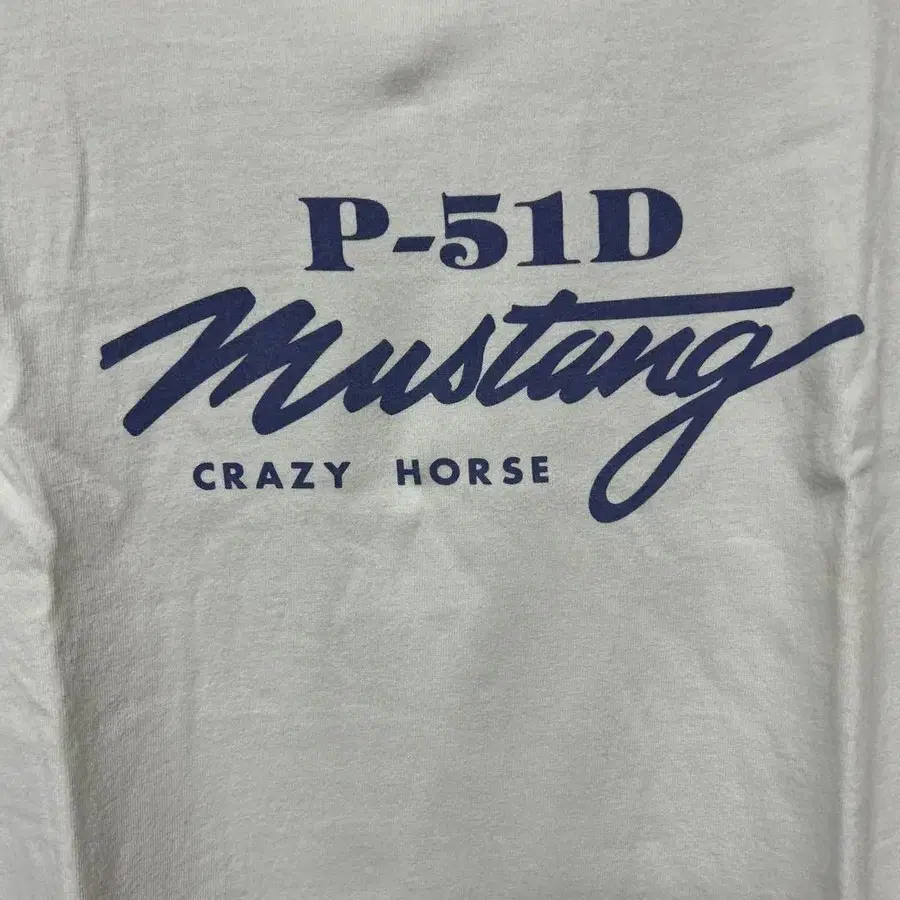 P-51D
Mustang
CRAZY HORSE